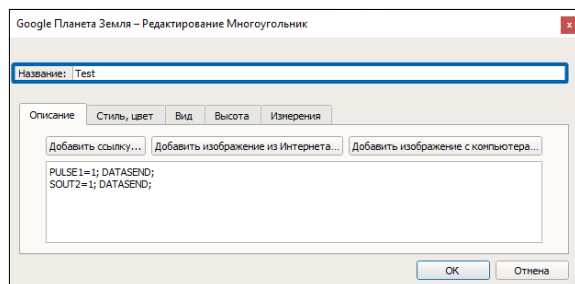 Google Планета Земля – Редактирование Многоугольник
x
Название: Test
Описание Стиль, цвет Вид Высота Измерения
Добавить ссылку... Добавить изображение из Интернета... Добавить изображение с компьютера...
PULSE1=1; DATASEND;
SOUT2=1; DATASEND;
OK Отмена